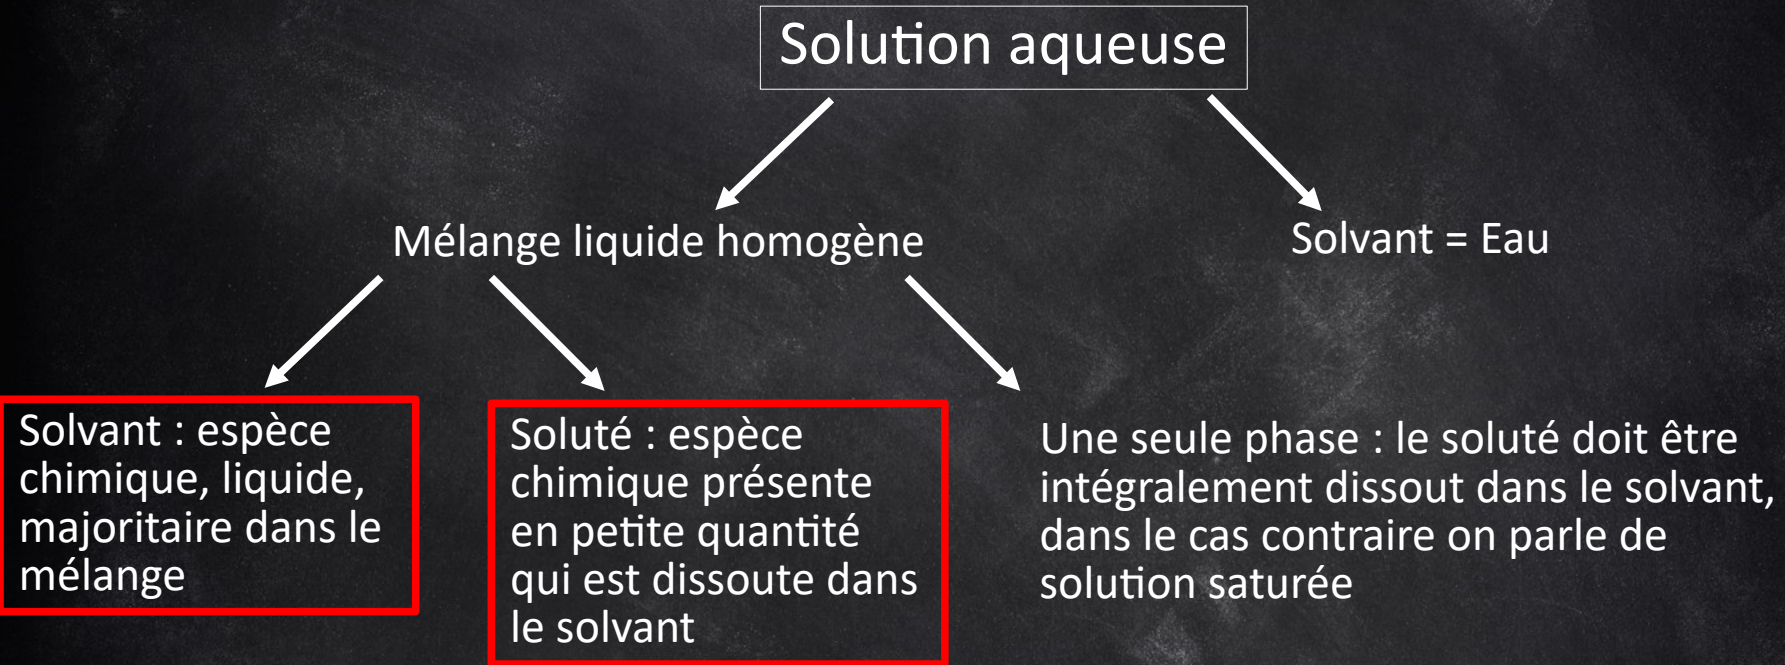 Solution aqueuse
Mélange liquide homogène
Solvant = Eau
Solvant : espèce
chimique, liquide,
majoritaire dans le
mélange
Soluté : espèce
chimique présente
en petite quantité
qui est dissoute dans
le solvant
Une seule phase : le soluté doit être
intégralement dissout dans le solvant,
dans le cas contraire on parle de
solution saturée